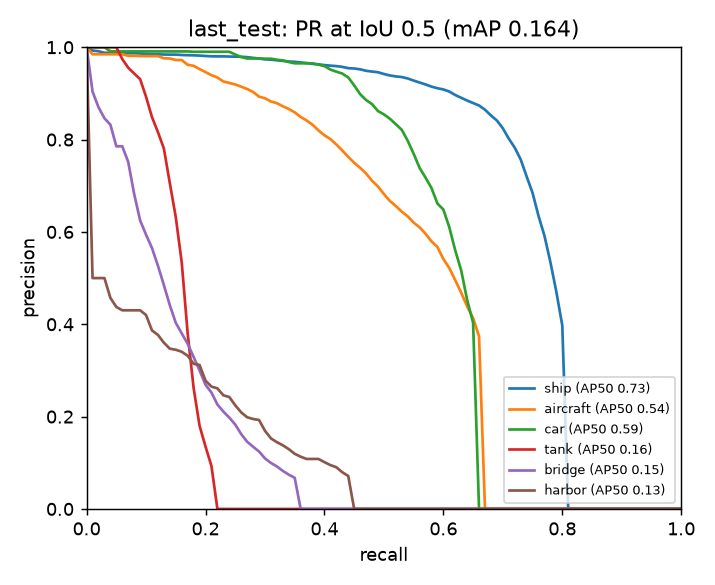 last_test: PR at IoU 0.5 (mAP 0.164)
1.0
0.8
0.6
0.4
0.2
0.0
precision
0.0 0.2 0.4 0.6 0.8 1.0
recall
ship (AP50 0.73)
aircraft (AP50 0.54)
car (AP50 0.59)
tank (AP50 0.16)
bridge (AP50 0.15)
harbor (AP50 0.13)